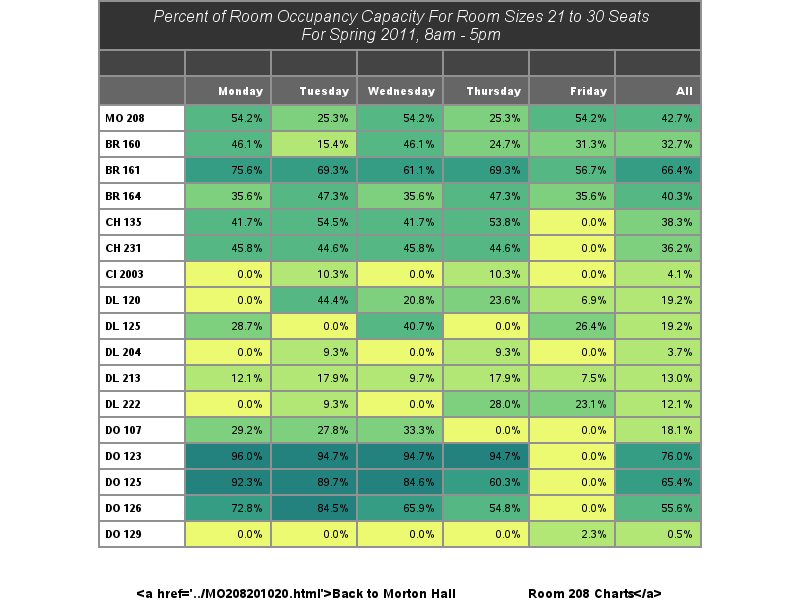 Percent of Room Occupancy Capacity For Room Sizes 21 to 30 Seats
For Spring 2011, 8am - 5pm
Monday Tuesday Wednesday Thursday Friday All
MO 208 54.2% 25.3% 54.2% 25.3% 54.2% 42.7%
BR 160 46.1% 15.4% 46.1% 24.7% 31.3% 32.7%
BR 161 75.6% 69.3% 61.1% 69.3% 56.7% 66.4%
BR 164 35.6% 47.3% 35.6% 47.3% 35.6% 40.3%
CH 135 41.7% 54.5% 41.7% 53.8% 0.0% 38.3%
CH 231 45.8% 44.6% 45.8% 44.6% 0.0% 36.2%
CI 2003 0.0% 10.3% 0.0% 10.3% 0.0% 4.1%
DL 120 0.0% 44.4% 20.8% 23.6% 6.9% 19.2%
DL 125 28.7% 0.0% 40.7% 0.0% 26.4% 19.2%
DL 204 0.0% 9.3% 0.0% 9.3% 0.0% 3.7%
DL 213 12.1% 17.9% 9.7% 17.9% 7.5% 13.0%
DL 222 0.0% 9.3% 0.0% 28.0% 23.1% 12.1%
DO 107 29.2% 27.8% 33.3% 0.0% 0.0% 18.1%
DO 123 96.0% 94.7% 94.7% 94.7% 0.0% 76.0%
DO 125 92.3% 89.7% 84.6% 60.3% 0.0% 65.4%
DO 126 72.8% 84.5% 65.9% 54.8% 0.0% 55.6%
DO 129 0.0% 0.0% 0.0% 0.0% 2.3% 0.5%
<a href='../MO208201020.html'>Back to Morton Hall Room 208 Charts</a>